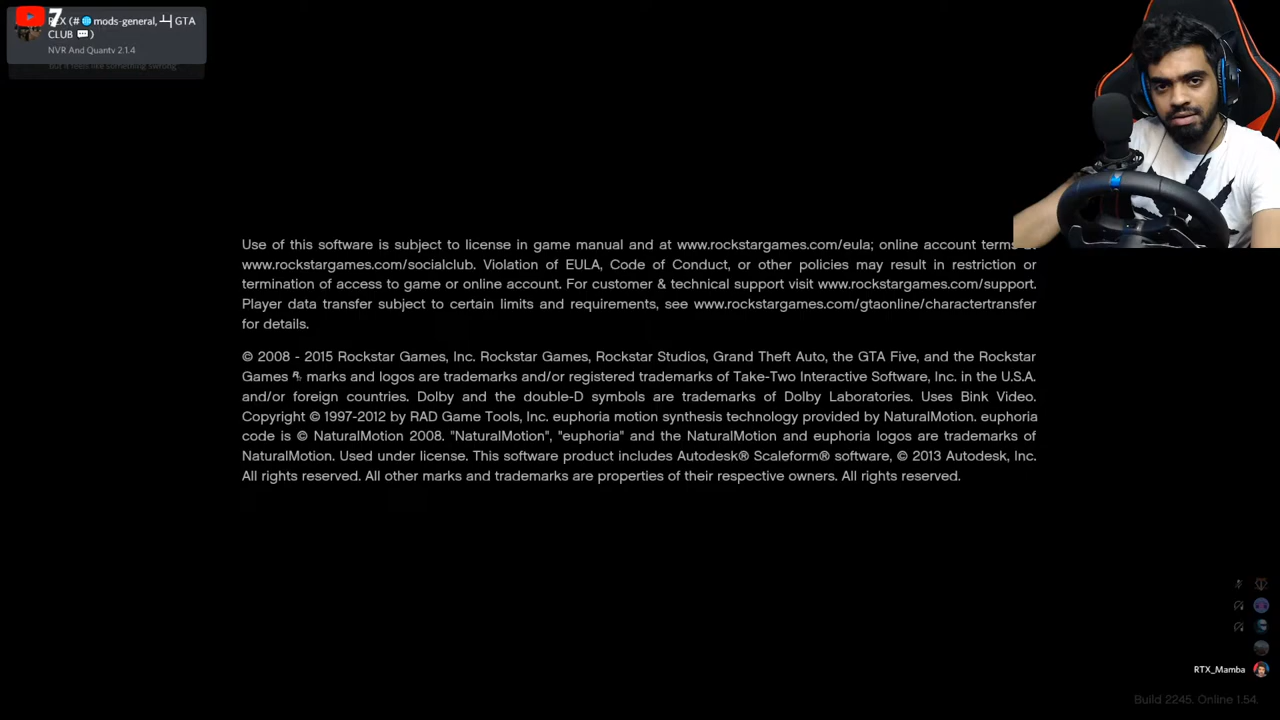 7
REX (# mods-general, GTA
CLUB 💬)
NVR And Quantv 2.1.4
Use of this software is subject to license in game manual and at www.rockstargames.com/eula; online account terms
www.rockstargames.com/socialclub. Violation of EULA, Code of Conduct, or other policies may result in restriction or
termination of access to game or online account. For customer & technical support visit www.rockstargames.com/support.
Player data transfer subject to certain limits and requirements, see www.rockstargames.com/gtaonline/charactertransfer
for details.
© 2008 - 2015 Rockstar Games, Inc. Rockstar Games, Rockstar Studios, Grand Theft Auto, the GTA Five, and the Rockstar
Games R* marks and logos are trademarks and/or registered trademarks of Take-Two Interactive Software, Inc. in the U.S.A.
and/or foreign countries. Dolby and the double-D symbols are trademarks of Dolby Laboratories. Uses Bink Video.
Copyright © 1997-2012 by RAD Game Tools, Inc. euphoria motion synthesis technology provided by NaturalMotion. euphoria
code is © NaturalMotion 2008. "NaturalMotion", "euphoria" and the NaturalMotion and euphoria logos are trademarks of
NaturalMotion. Used under license. This software product includes Autodesk® Scaleform® software, © 2013 Autodesk, Inc.
All rights reserved. All other marks and trademarks are properties of their respective owners. All rights reserved.
RTX_Mamba
Build 2245. Online 1.54.